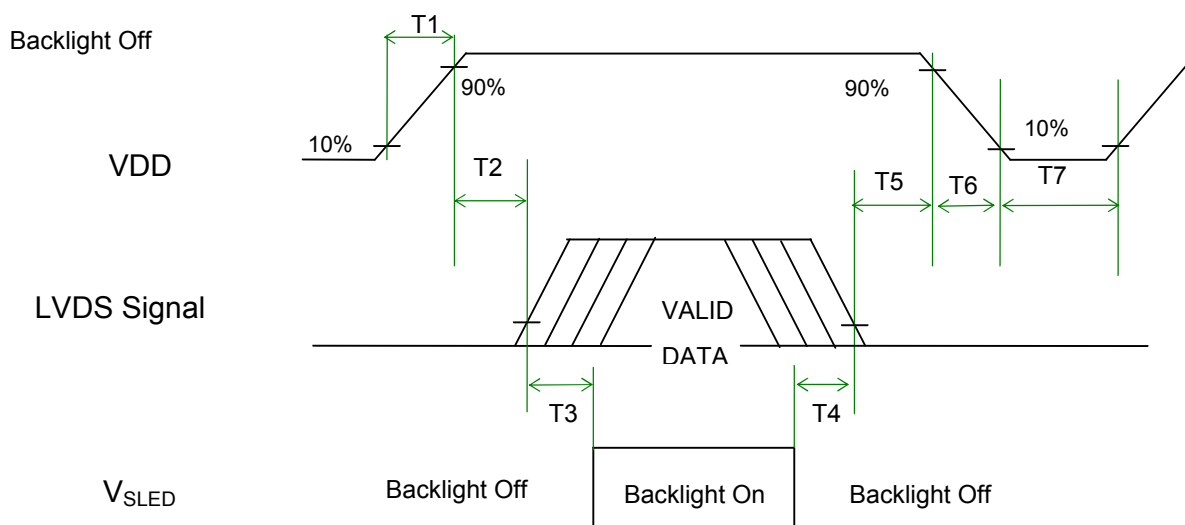 T1
Backlight Off
90%
90%
10%
10%
VDD
T2
T5
T6
T7
LVDS Signal
VALID
DATA
T3
T4
VSLED
Backlight Off
Backlight On
Backlight Off